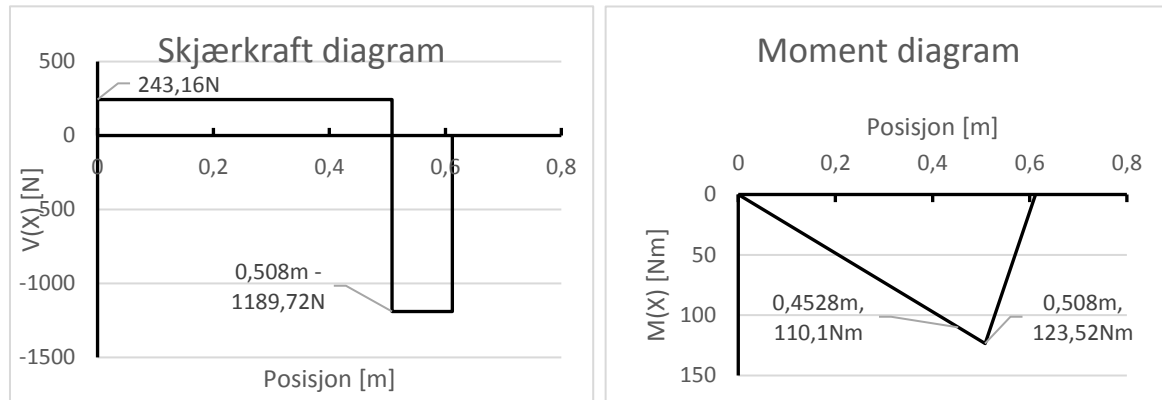 Skjærkraft diagram
500
243,16N
0
0
0,2
0,4
0,6
0,8
V(X) [N]
-500
-1000
0,508m -
1189,72N
-1500
Posisjon [m]
Moment diagram
Posisjon [m]
0
0,2
0,4
0,6
0,8
0
M(X) [Nm]
50
100
0,4528m,
110,1Nm
0,508m,
123,52Nm
150